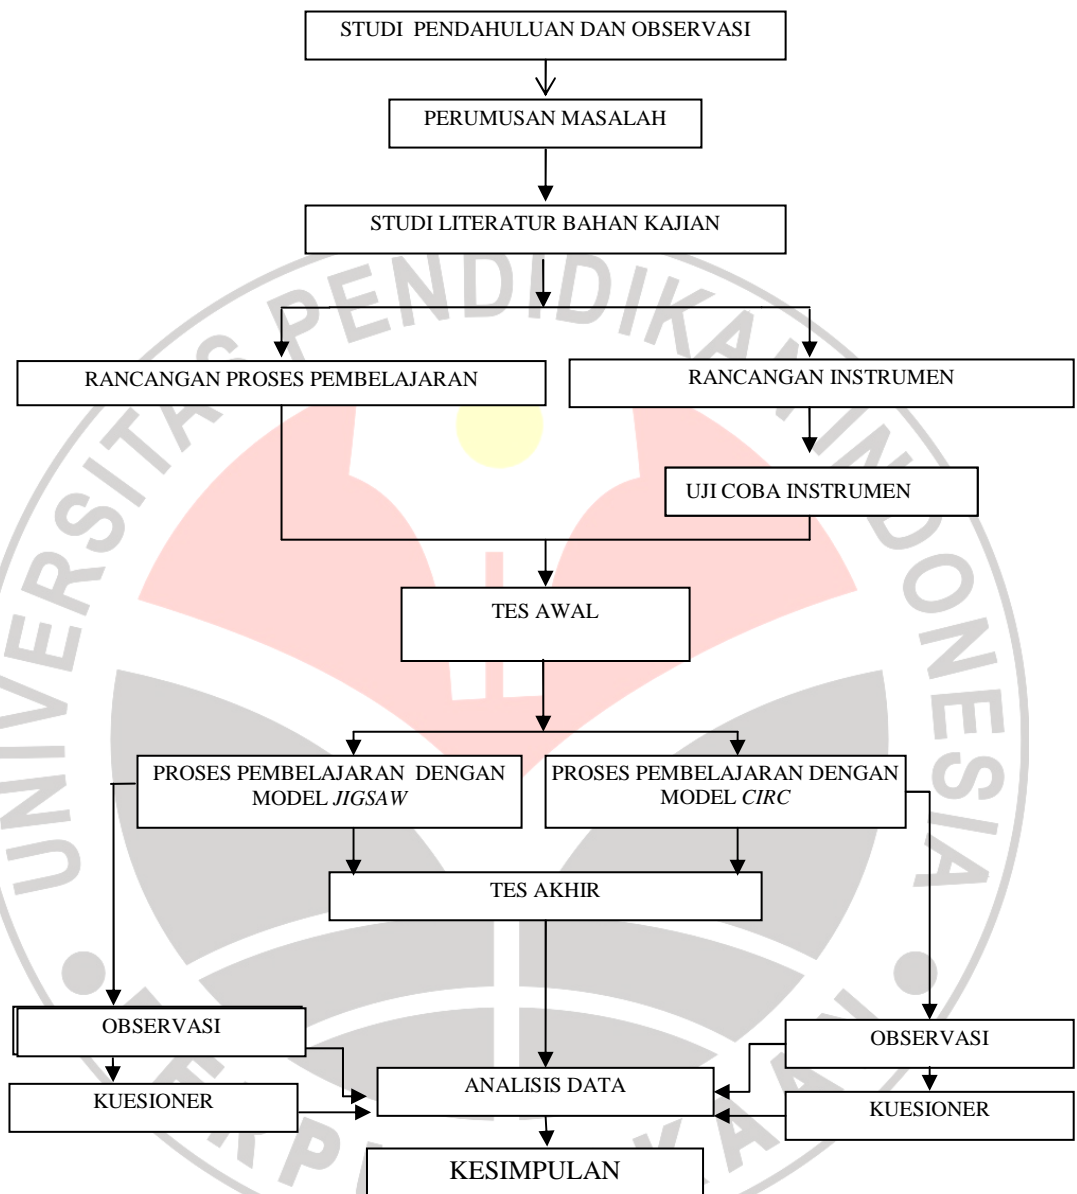 STUDI PENDAHULUAN DAN OBSERVASI
PERUMUSAN MASALAH
STUDI LITERATUR BAHAN KAJIAN
RANCANGAN PROSES PEMBELAJARAN
RANCANGAN INSTRUMEN
UJI COBA INSTRUMEN
TES AWAL
PROSES PEMBELAJARAN DENGAN
MODEL JIGSAW
PROSES PEMBELAJARAN DENGAN
MODEL CIRC
TES AKHIR
OBSERVASI
OBSERVASI
ANALISIS DATA
KUESIONER
KUESIONER
KESIMPULAN
UNIVERSITAS PENDIDIKAN INDONESIA